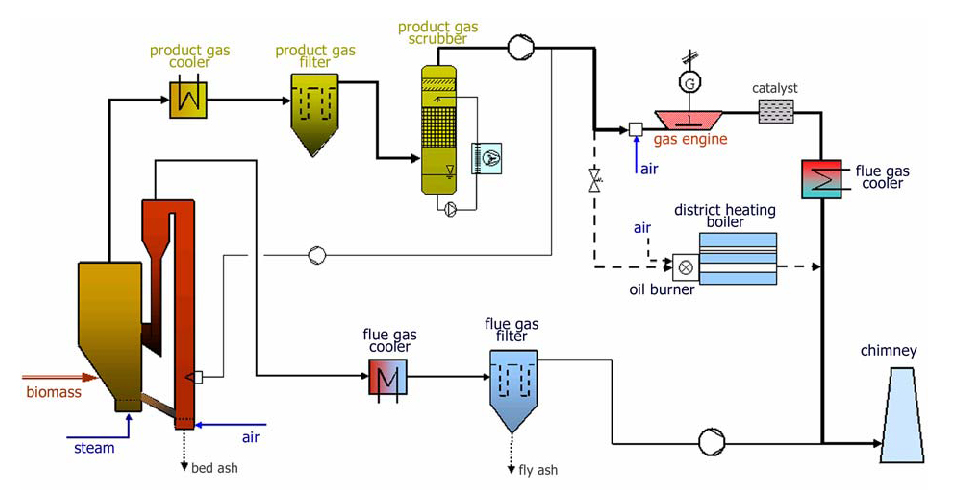 product gas
cooler
product gas
filter
product gas
scrubber
G
catalyst
gas engine
air
flue gas
cooler
district heating
boiler
air
oil burner
flue gas
cooler
flue gas
filter
chimney
biomass
steam
air
bed ash
fly ash